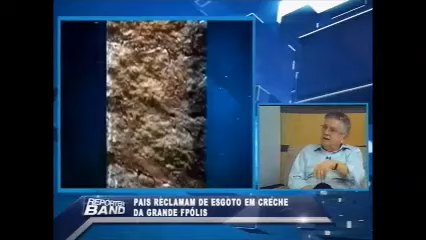 REPÓRTER
BAND
PAIS RECLAMAM DE ESGOTO EM CRECHE
DA GRANDE FPÓLIS